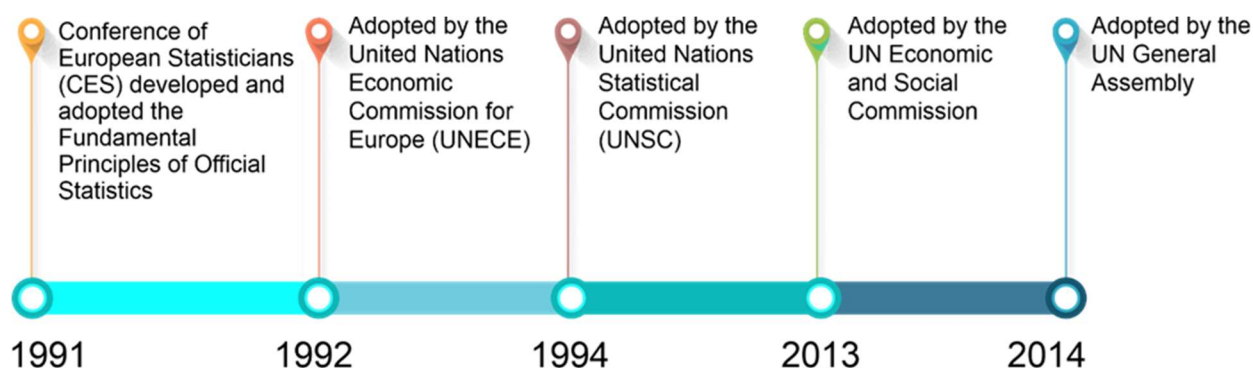 Conference of
European Statisticians
(CES) developed and
adopted the
Fundamental
Principles of Official
Statistics
Adopted by the
United Nations
Economic
Commission for
Europe (UNECE)
Adopted by the
United Nations
Statistical
Commission
(UNSC)
Adopted by the
UN Economic
and Social
Commission
Adopted by the
UN General
Assembly
1991
1992
1994
2013
2014